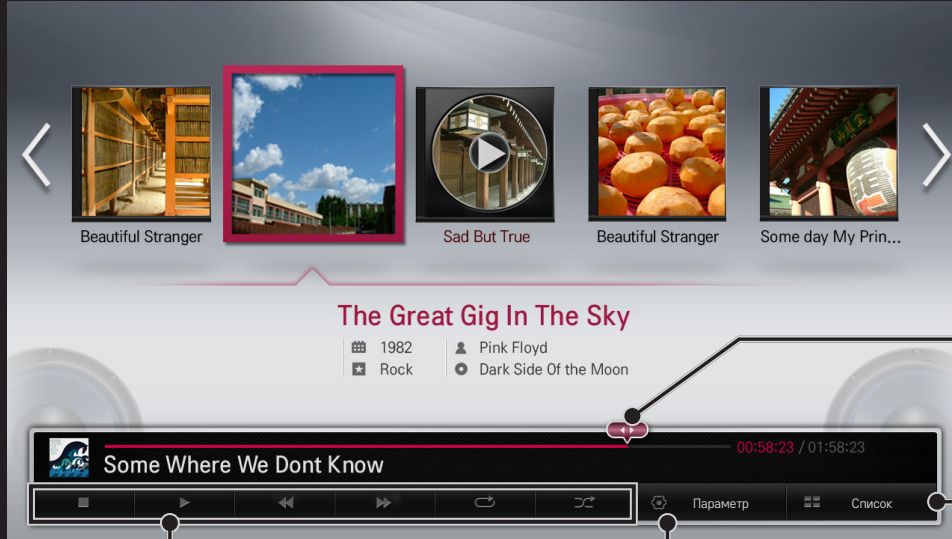 Beautiful Stranger
Sad But True
Beautiful Stranger
Some day My Prin...
The Great Gig In The Sky
1982
Pink Floyd
Rock
Dark Side Of the Moon
00:58:23 / 01:58:23
Some Where We Dont Know
Параметр
Список